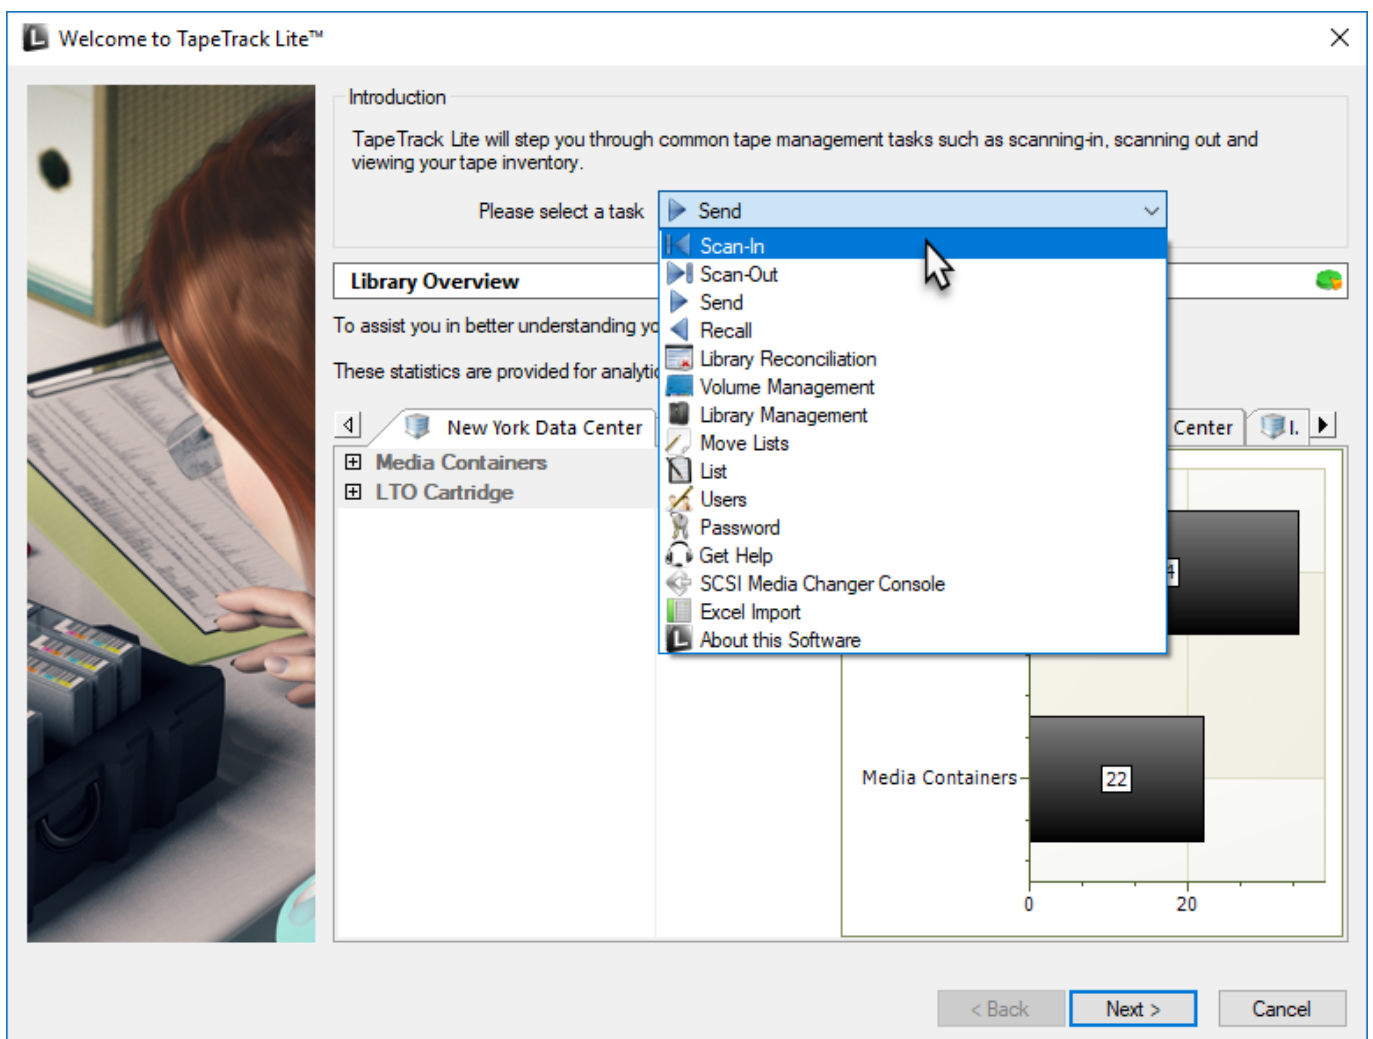 Welcome to TapeTrack Lite™
Introduction
TapeTrack Lite will step you through common tape management tasks such as scanning-in, scanning out and
viewing your tape inventory.
Please select a task
Send
Scan-In
Scan-Out
Send
Recall
Library Reconciliation
Volume Management
Library Management
Move Lists
List
Users
Password
Get Help
SCSI Media Changer Console
Excel Import
About this Software
Library Overview
To assist you in better understanding
These statistics are provided for
New York Data Center
Center
I.
Media Containers
LTO Cartridge
4
Media Containers
22
0
20
< Back
Next >
Cancel